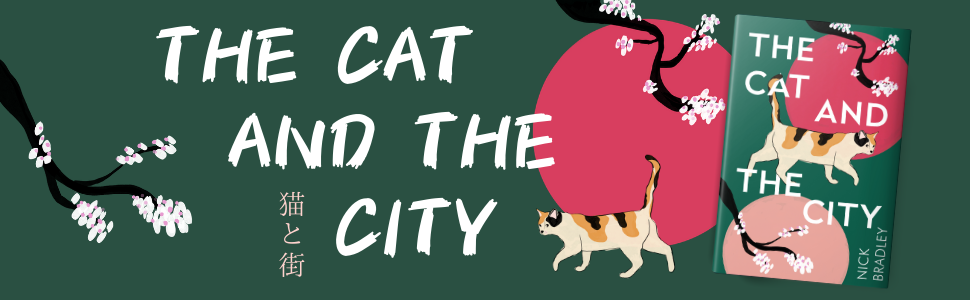 THE CAT
AND THE
CITY
猫と街
THE
CAT
AND
THE
CITY
NICK
BRADLEY